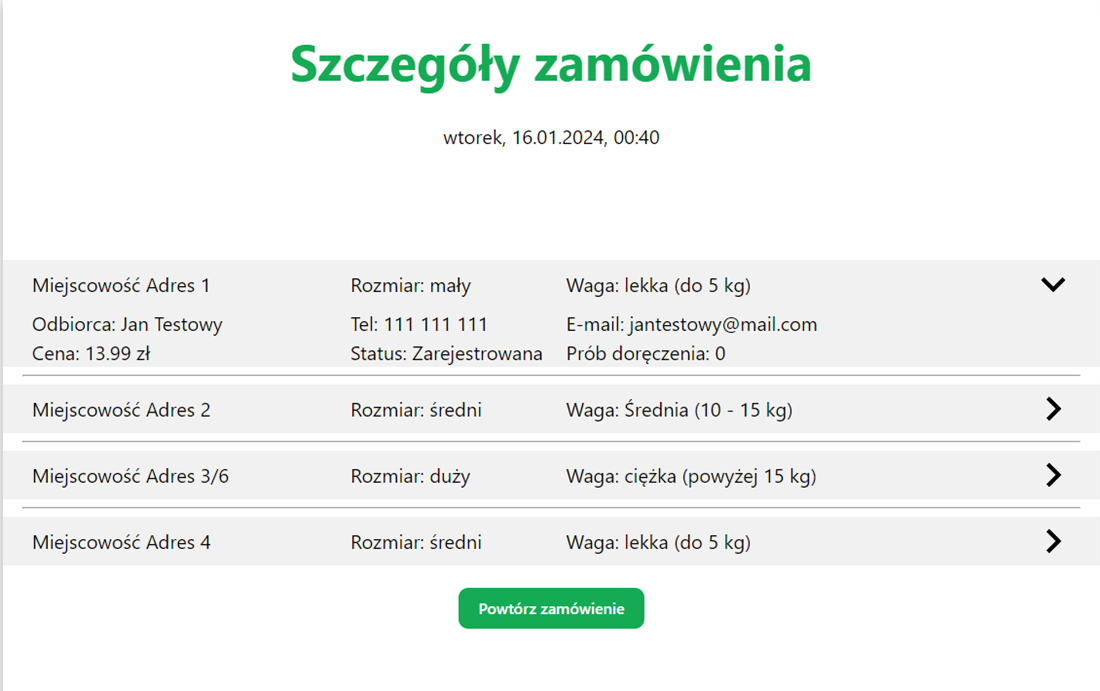 Szczegóły zamówienia
wtorek, 16.01.2024, 00:40
Miejscowość Adres 1 Rozmiar: mały Waga: lekka (do 5 kg)
Odbiorca: Jan Testowy Tel: 111 111 111 E-mail: jantestowy@mail.com
Cena: 13.99 zł Status: Zarejestrowana Prób doręczenia: 0
Miejscowość Adres 2 Rozmiar: średni Waga: Średnia (10 - 15 kg)
Miejscowość Adres 3/6 Rozmiar: duży Waga: ciężka (powyżej 15 kg)
Miejscowość Adres 4 Rozmiar: średni Waga: lekka (do 5 kg)
Powtórz zamówienie